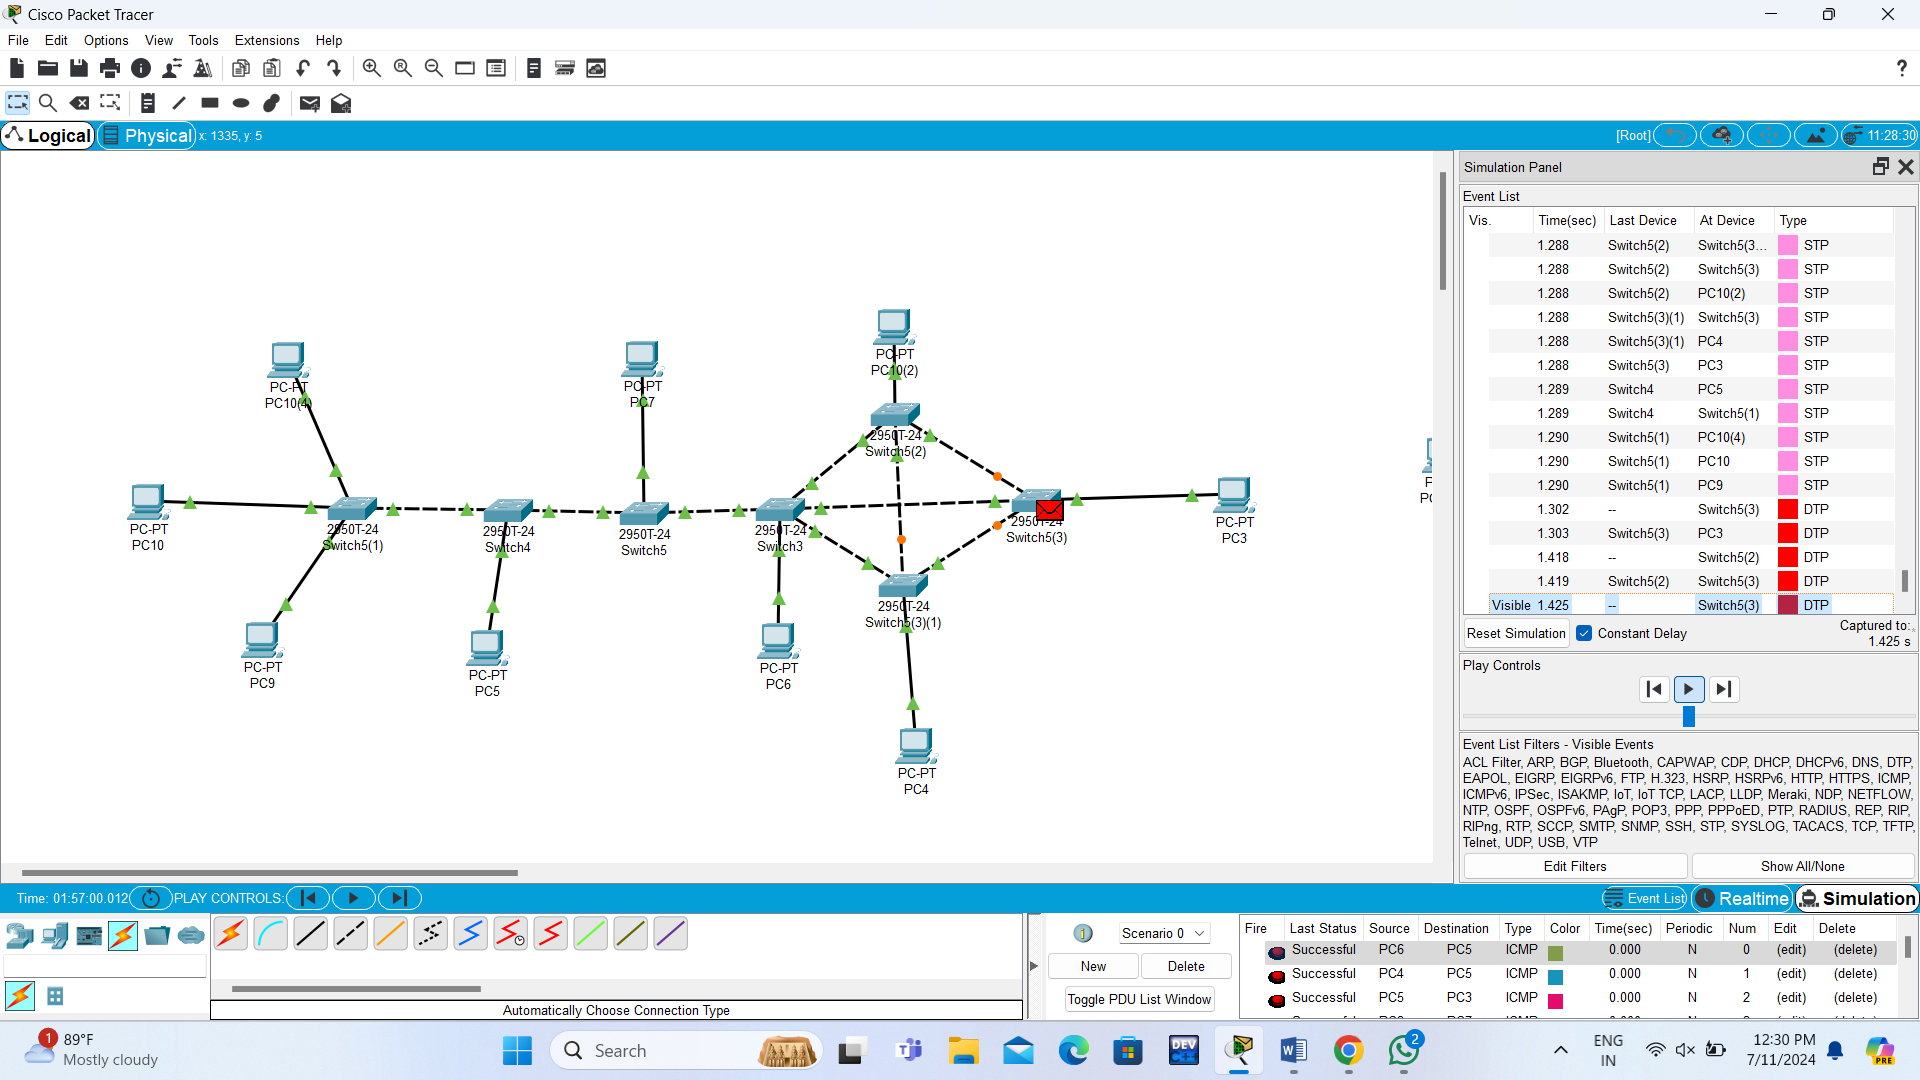 Cisco Packet Tracer
File Edit Options View Tools Extensions Help
?
Logical Physical x: 1335, y: 5 [Root] 11:28:30
Simulation Panel
Event List
Vis. Time(sec) Last Device At Device Type
1.288 Switch5(2) Switch5(3... STP
1.288 Switch5(2) Switch5(3) STP
1.288 Switch5(2) PC10(2) STP
1.288 Switch5(3)(1) Switch5(3) STP
1.288 Switch5(3)(1) PC4 STP
1.288 Switch5(3) PC3 STP
1.289 Switch4 PC5 STP
1.289 Switch4 Switch5(1) STP
1.290 Switch5(1) PC10(4) STP
1.290 Switch5(1) PC10 STP
1.290 Switch5(1) PC9 STP
1.302 -- Switch5(3) DTP
1.303 Switch5(3) PC3 DTP
1.418 -- Switch5(2) DTP
1.419 Switch5(2) Switch5(3) DTP
Visible 1.425 -- Switch5(3) DTP
Reset Simulation Constant Delay Captured to:
1.425 s
Play Controls
Event List Filters - Visible Events
ACL Filter, ARP, BGP, Bluetooth, CAPWAP, CDP, DHCP, DHCPv6, DNS, DTP,
EAPOL, EIGRP, EIGRPv6, FTP, H.323, HSRP, HSRPv6, HTTP, HTTPS, ICMP,
ICMPv6, IPSec, ISAKMP, IoT, IoT TCP, LACP, LLDP, Meraki, NDP, NETFLOW,
NTP, OSPF, OSPFv6, PAgP, POP3, PPP, PPPoED, PTP, RADIUS, REP, RIP,
RIPng, RTP, SCCP, SMTP, SNMP, SSH, STP, SYSLOG, TACACS, TCP, TFTP,
Telnet, UDP, USB, VTP
Edit Filters Show All/None
PC-PT
PC10(4)
PC-PT
PC7
PC-PT
PC10(2)
2950T-24
Switch5(2)
PC-PT
PC10
2950T-24
Switch5(1)
2950T-24
Switch4
2950T-24
Switch5
2950T-24
Switch3
2950T-24
Switch5(3)
PC-PT
PC3
2950T-24
Switch5(3)(1)
PC-PT
PC9
PC-PT
PC5
PC-PT
PC6
PC-PT
PC4
Time: 01:57:00.012 PLAY CONTROLS: Event List Realtime Simulation
Automatically Choose Connection Type
Scenario 0
New Delete
Toggle PDU List Window
Fire Last Status Source Destination Type Color Time(sec) Periodic Num Edit Delete
Successful PC6 PC5 ICMP 0.000 N 0 (edit) (delete)
Successful PC4 PC5 ICMP 0.000 N 1 (edit) (delete)
Successful PC5 PC3 ICMP 0.000 N 2 (edit) (delete)
1
89°F
Mostly cloudy
Search
DEV
C++
2
ENG
IN
12:30 PM
7/11/2024
PRE